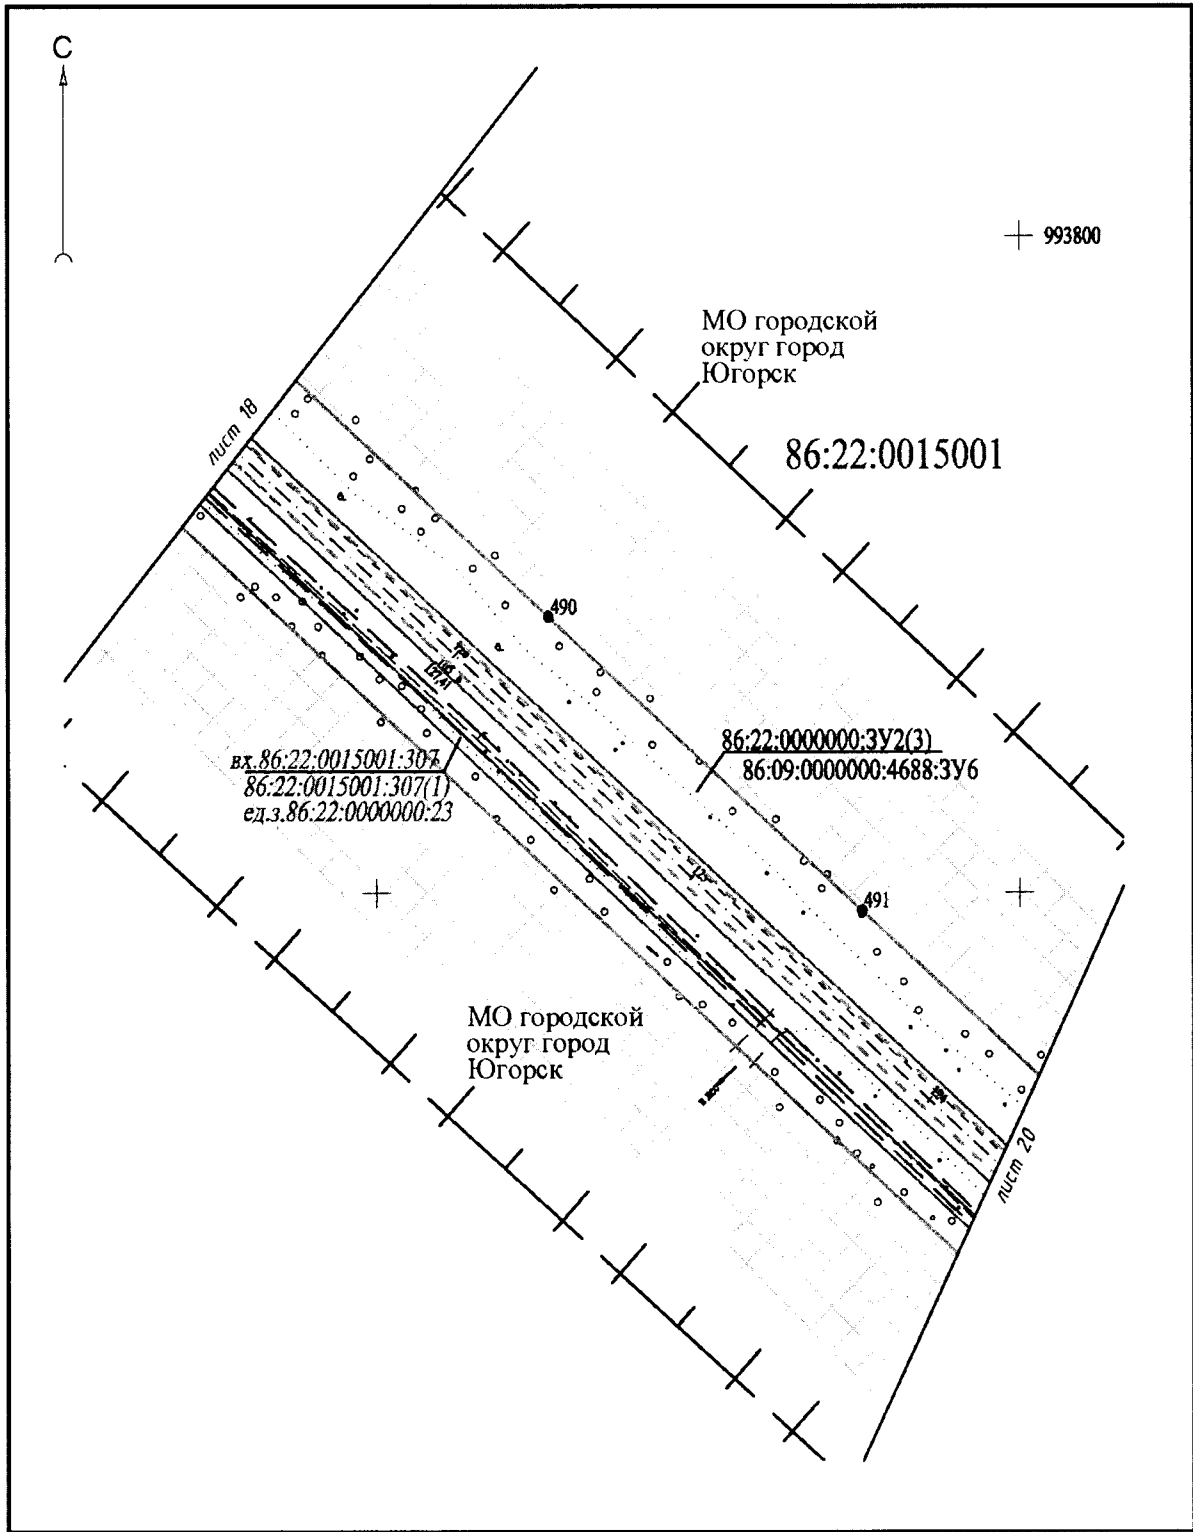 С
993800
МО городской
округ город
Югорск
86:22:0015001
лист 18
490
86:22:0000000:ЗУ2(3)
86:09:0000000:4688:ЗУ6
вх.86:22:0015001:307
86:22:0015001:307(1)
ед.з.86:22:0000000:23
491
МО городской
округ город
Югорск
лист 20